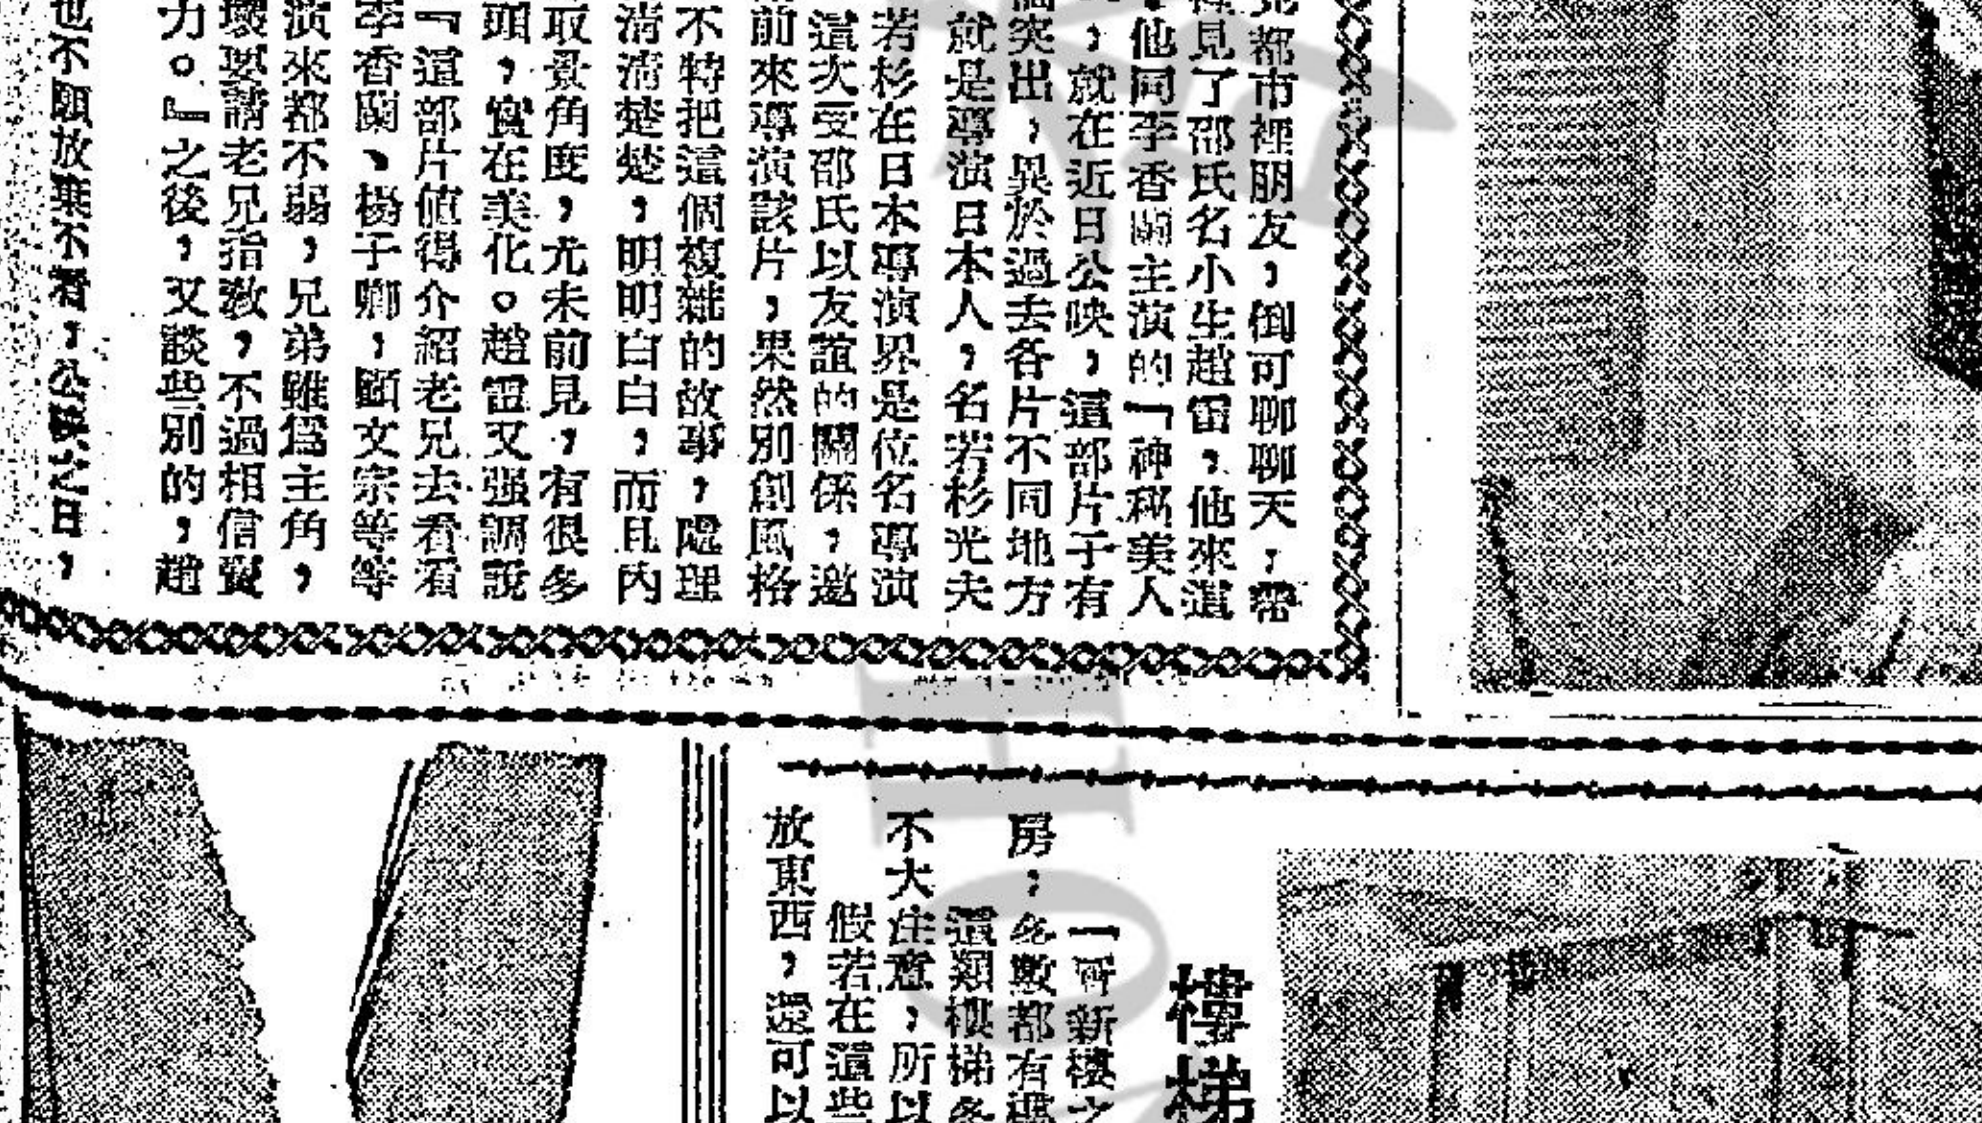 都市裡朋友，倒可聊聊天，帶
見了邵氏名小生趙雷，他來這
他同李香蘭主演的「神秘美人
，就在近日公映，這部片子有
突出，異於過去各片不同地方
就是導演日本人，名若杉光夫
若杉在日本導演界是位名導演
這次受邵氏以友誼的關係，邀
前來導演該片，果然別創風格
不特把這個複雜的故事，處理
清清楚楚，明明白白，而且內
取景角度，尤未前見，有很多
頭，實在美化。趙雷又强調說
『這部片值得介紹老兄去看看
李香蘭、楊子卿，顧文宗等等
演來都不弱，兄弟雖爲主角，
壞要請老兄指敎，不過相信賣
力。』之後，又談些別的，趙
也不願放棄不看，公映之日，
樓梯
「新樓之
房，多數都有
這類樓梯多
不大注意，所以
假若在這些
放東西，還可以